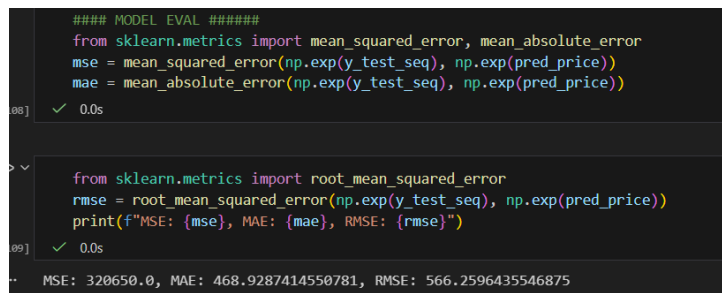 #### MODEL EVAL ######
from sklearn.metrics import mean_squared_error, mean_absolute_error
mse = mean_squared_error(np.exp(y_test_seq), np.exp(pred_price))
mae = mean_absolute_error(np.exp(y_test_seq), np.exp(pred_price))
08] ✓ 0.0s
from sklearn.metrics import root_mean_squared_error
rmse = root_mean_squared_error(np.exp(y_test_seq), np.exp(pred_price))
print(f"MSE: {mse}, MAE: {mae}, RMSE: {rmse}")
09] ✓ 0.0s
MSE: 320650.0, MAE: 468.9287414550781, RMSE: 566.2596435546875